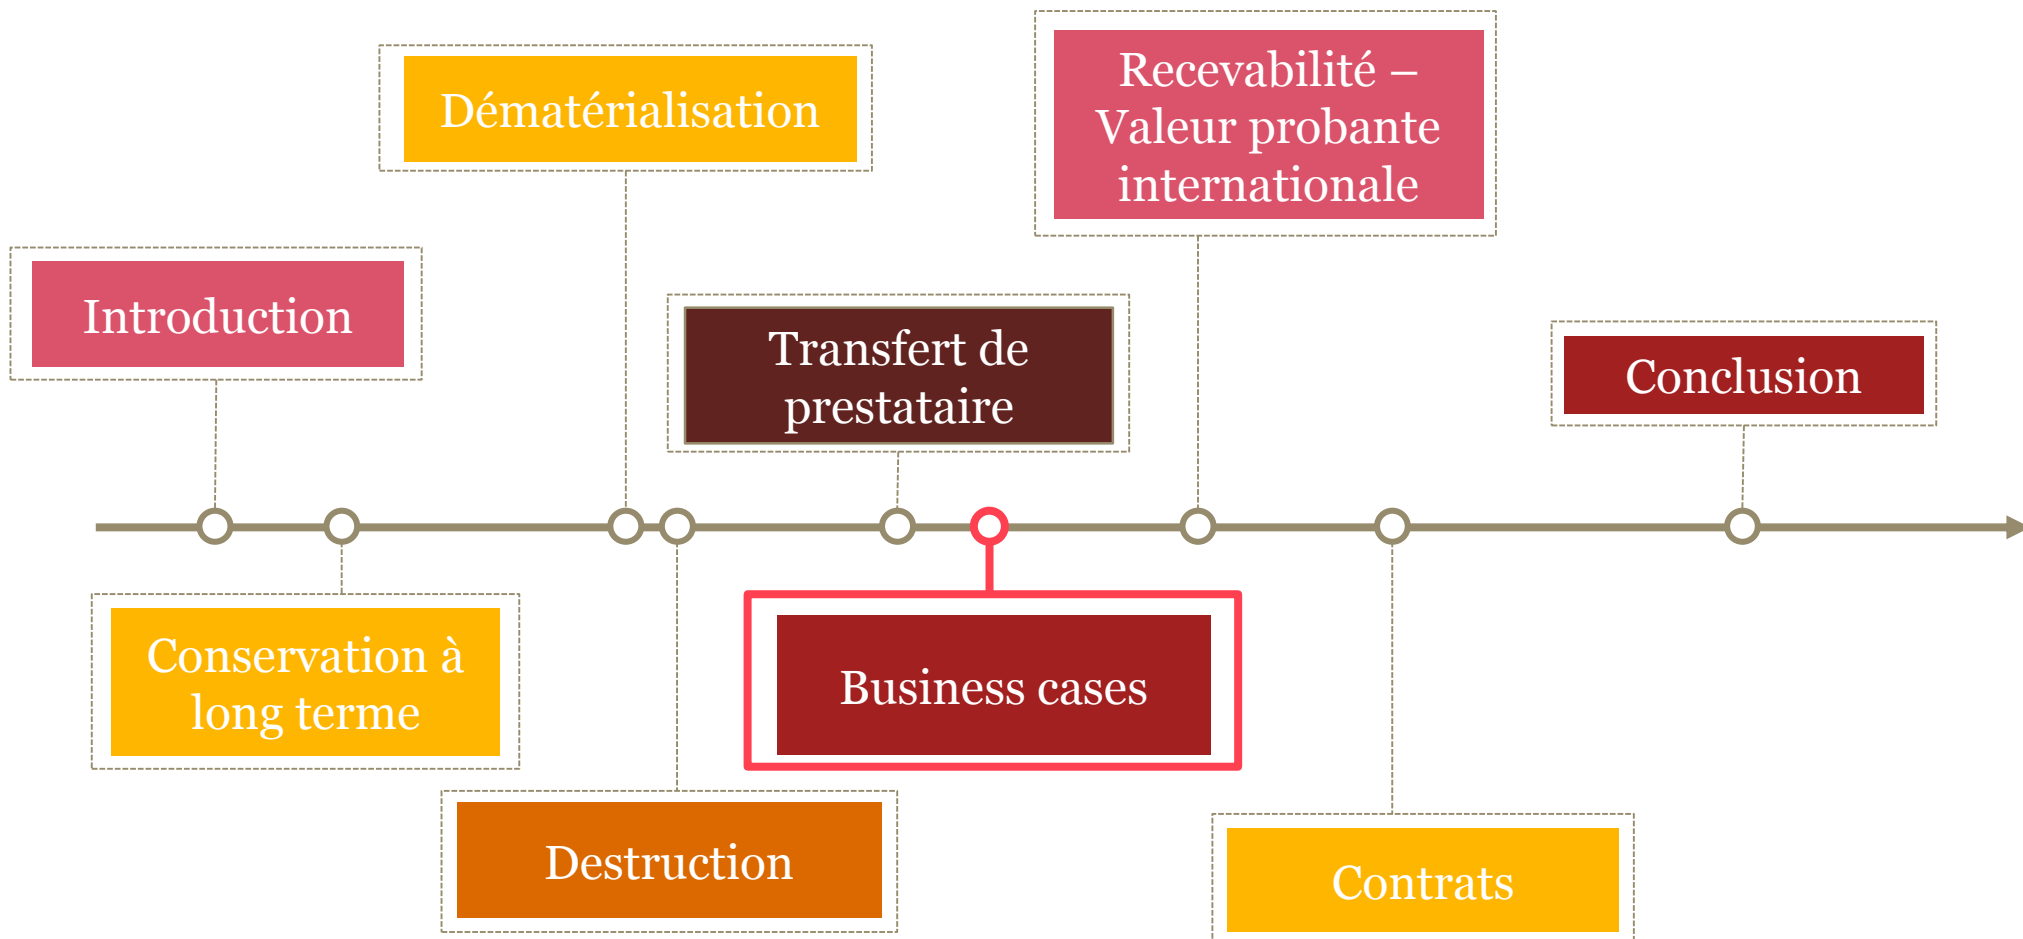 Introduction
Conservation à
long terme
Dématérialisation
Destruction
Transfert de
prestataire
Business cases
Recevabilité –
Valeur probante
internationale
Contrats
Conclusion